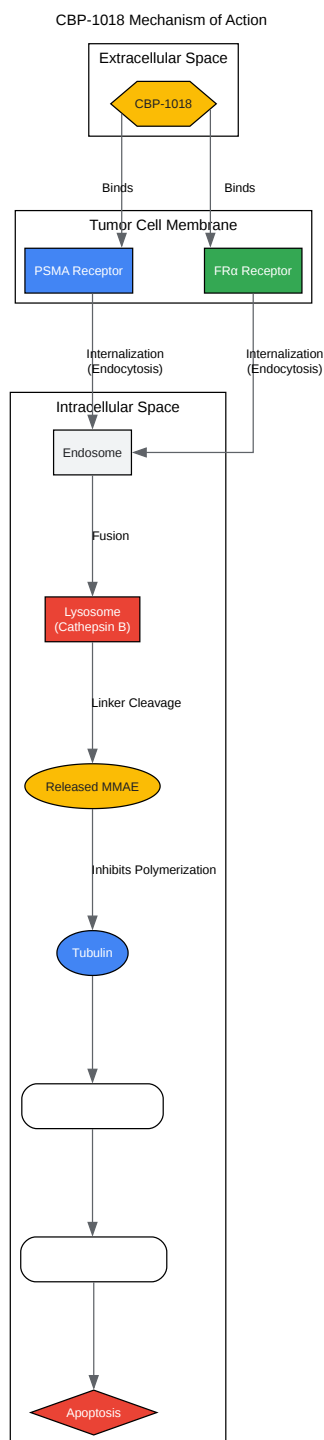 CBP-1018 Mechanism of Action
Extracellular Space
CBP-1018
Binds
Binds
Tumor Cell Membrane
PSMA Receptor
FRα Receptor
Internalization
(Endocytosis)
Internalization
(Endocytosis)
Intracellular Space
Endosome
Fusion
Lysosome
(Cathepsin B)
Linker Cleavage
Released MMAE
Inhibits Polymerization
Tubulin
Apoptosis